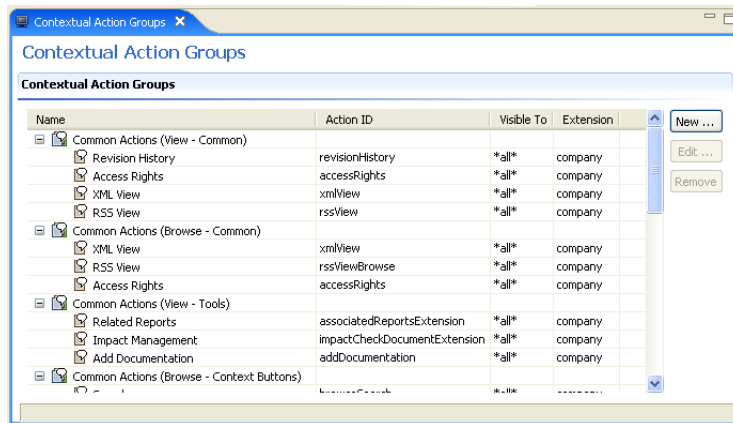 Contextual Action Groups
Contextual Action Groups
Contextual Action Groups
Name Action ID Visible To Extension
New ...
Edit ...
Remove
Common Actions (View - Common)
Revision History revisionHistory *all* company
Access Rights accessRights *all* company
XML View xmlView *all* company
RSS View rssView *all* company
Common Actions (Browse - Common)
XML View xmlView *all* company
RSS View rssViewBrowse *all* company
Access Rights accessRights *all* company
Common Actions (View - Tools)
Related Reports associatedReportsExtension *all* company
Impact Management impactCheckDocumentExtension *all* company
Add Documentation addDocumentation *all* company
Common Actions (Browse - Context Buttons)